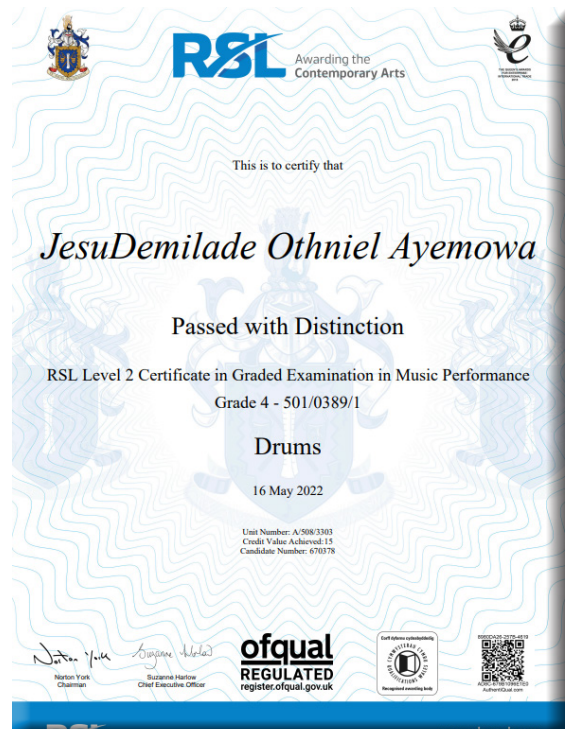 RSL
Awarding the
Contemporary Arts
This is to certify that
JesuDemilade Othniel Ayemowa
Passed with Distinction
RSL Level 2 Certificate in Graded Examination in Music Performance
Grade 4 - 501/0389/1
Drums
16 May 2022
Unit Number: A/508/3303
Credit Value Achieved:15
Candidate Number: 670378
Norton York
Norton York
Chairman
Suzanne Harlow
Chief Executive Officer
ofqual
REGULATED
register.ofqual.gov.uk
Recognised awarding body
AuthentiQual.com